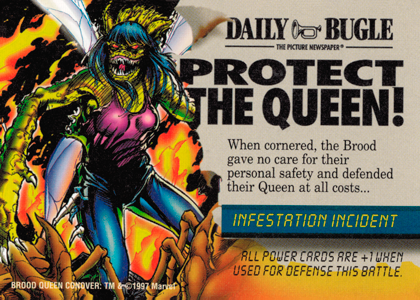 DAILY BUGLE
THE PICTURE NEWSPAPER®
PROTECT
THE QUEEN!
When cornered, the Brood
gave no care for their
personal safety and defended
their Queen at all costs...
INFESTATION INCIDENT
ALL POWER CARDS ARE +1 WHEN
USED FOR DEFENSE THIS BATTLE.
BROOD QUEEN CONOVER: TM & ©1997 Marvel